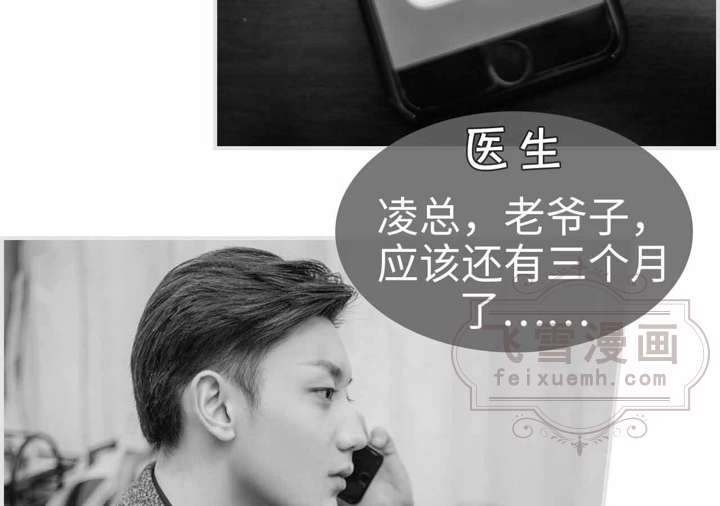 医生
凌总，老爷子，
应该还有三个月
了……
飞雪漫画
feixuemh.com